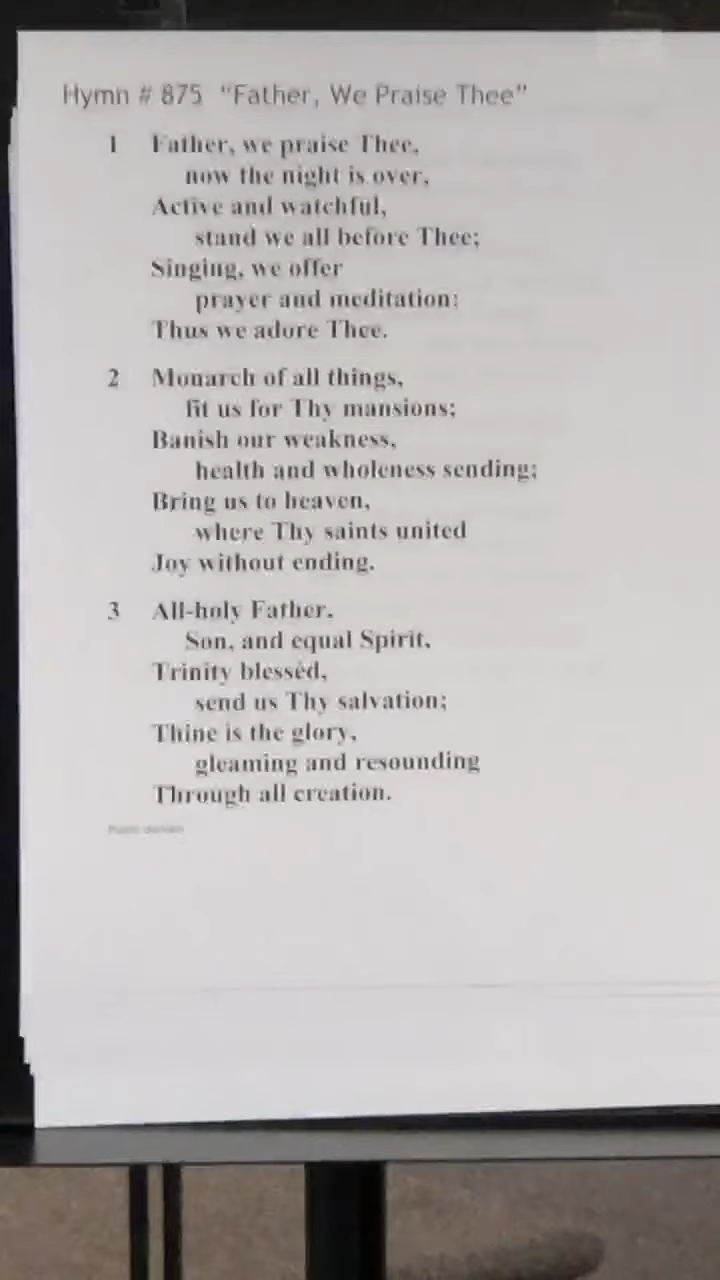 Hymn # 875 "Father, We Praise Thee"
1 Father, we praise Thee,
now the night is over,
Active and watchful,
stand we all before Thee;
Singing, we offer
prayer and meditation:
Thus we adore Thee.
2 Monarch of all things,
fit us for Thy mansions;
Banish our weakness,
health and wholeness sending;
Bring us to heaven,
where Thy saints united
Joy without ending.
3 All-holy Father,
Son, and equal Spirit,
Trinity blessèd,
send us Thy salvation;
Thine is the glory,
gleaming and resounding
Through all creation.
Public domain